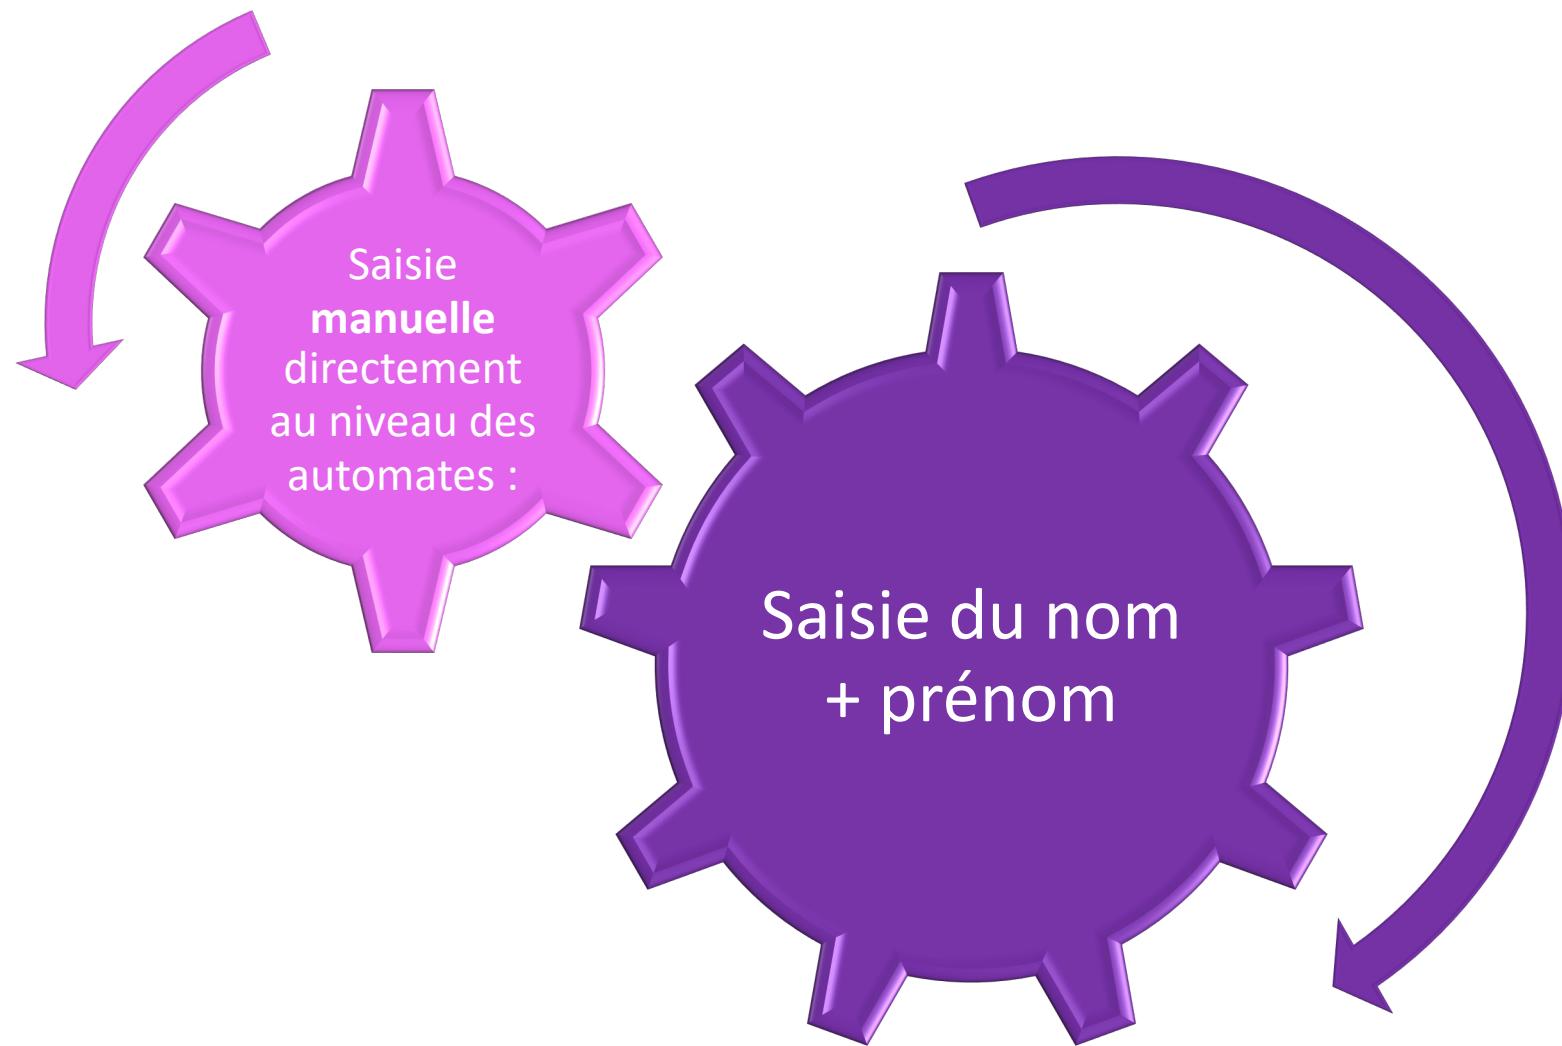 Saisie
manuelle
directement
au niveau des
automates :
Saisie du nom
+ prénom